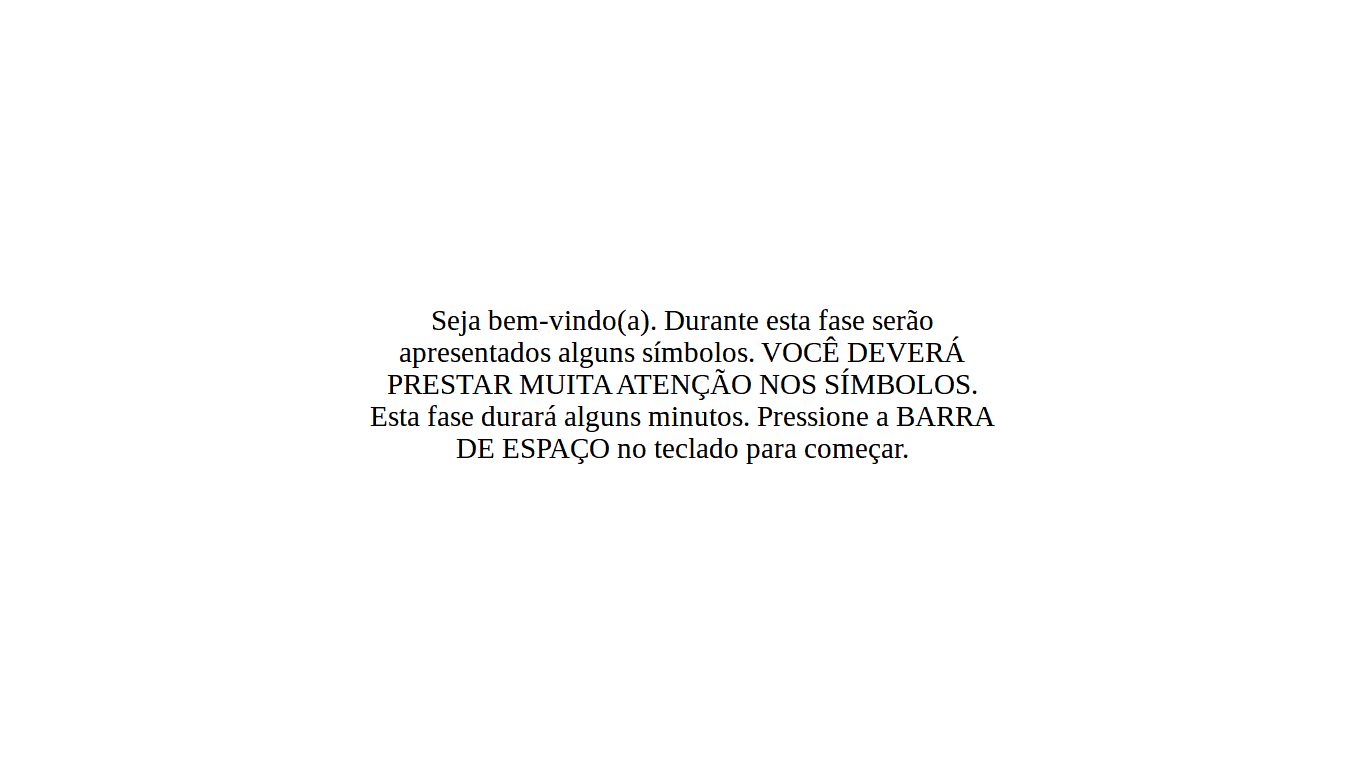 Seja bem-vindo(a). Durante esta fase serão
apresentados alguns símbolos. VOCÊ DEVERÁ
PRESTAR MUITA ATENÇÃO NOS SÍMBOLOS.
Esta fase durará alguns minutos. Pressione a BARRA
DE ESPAÇO no teclado para começar.